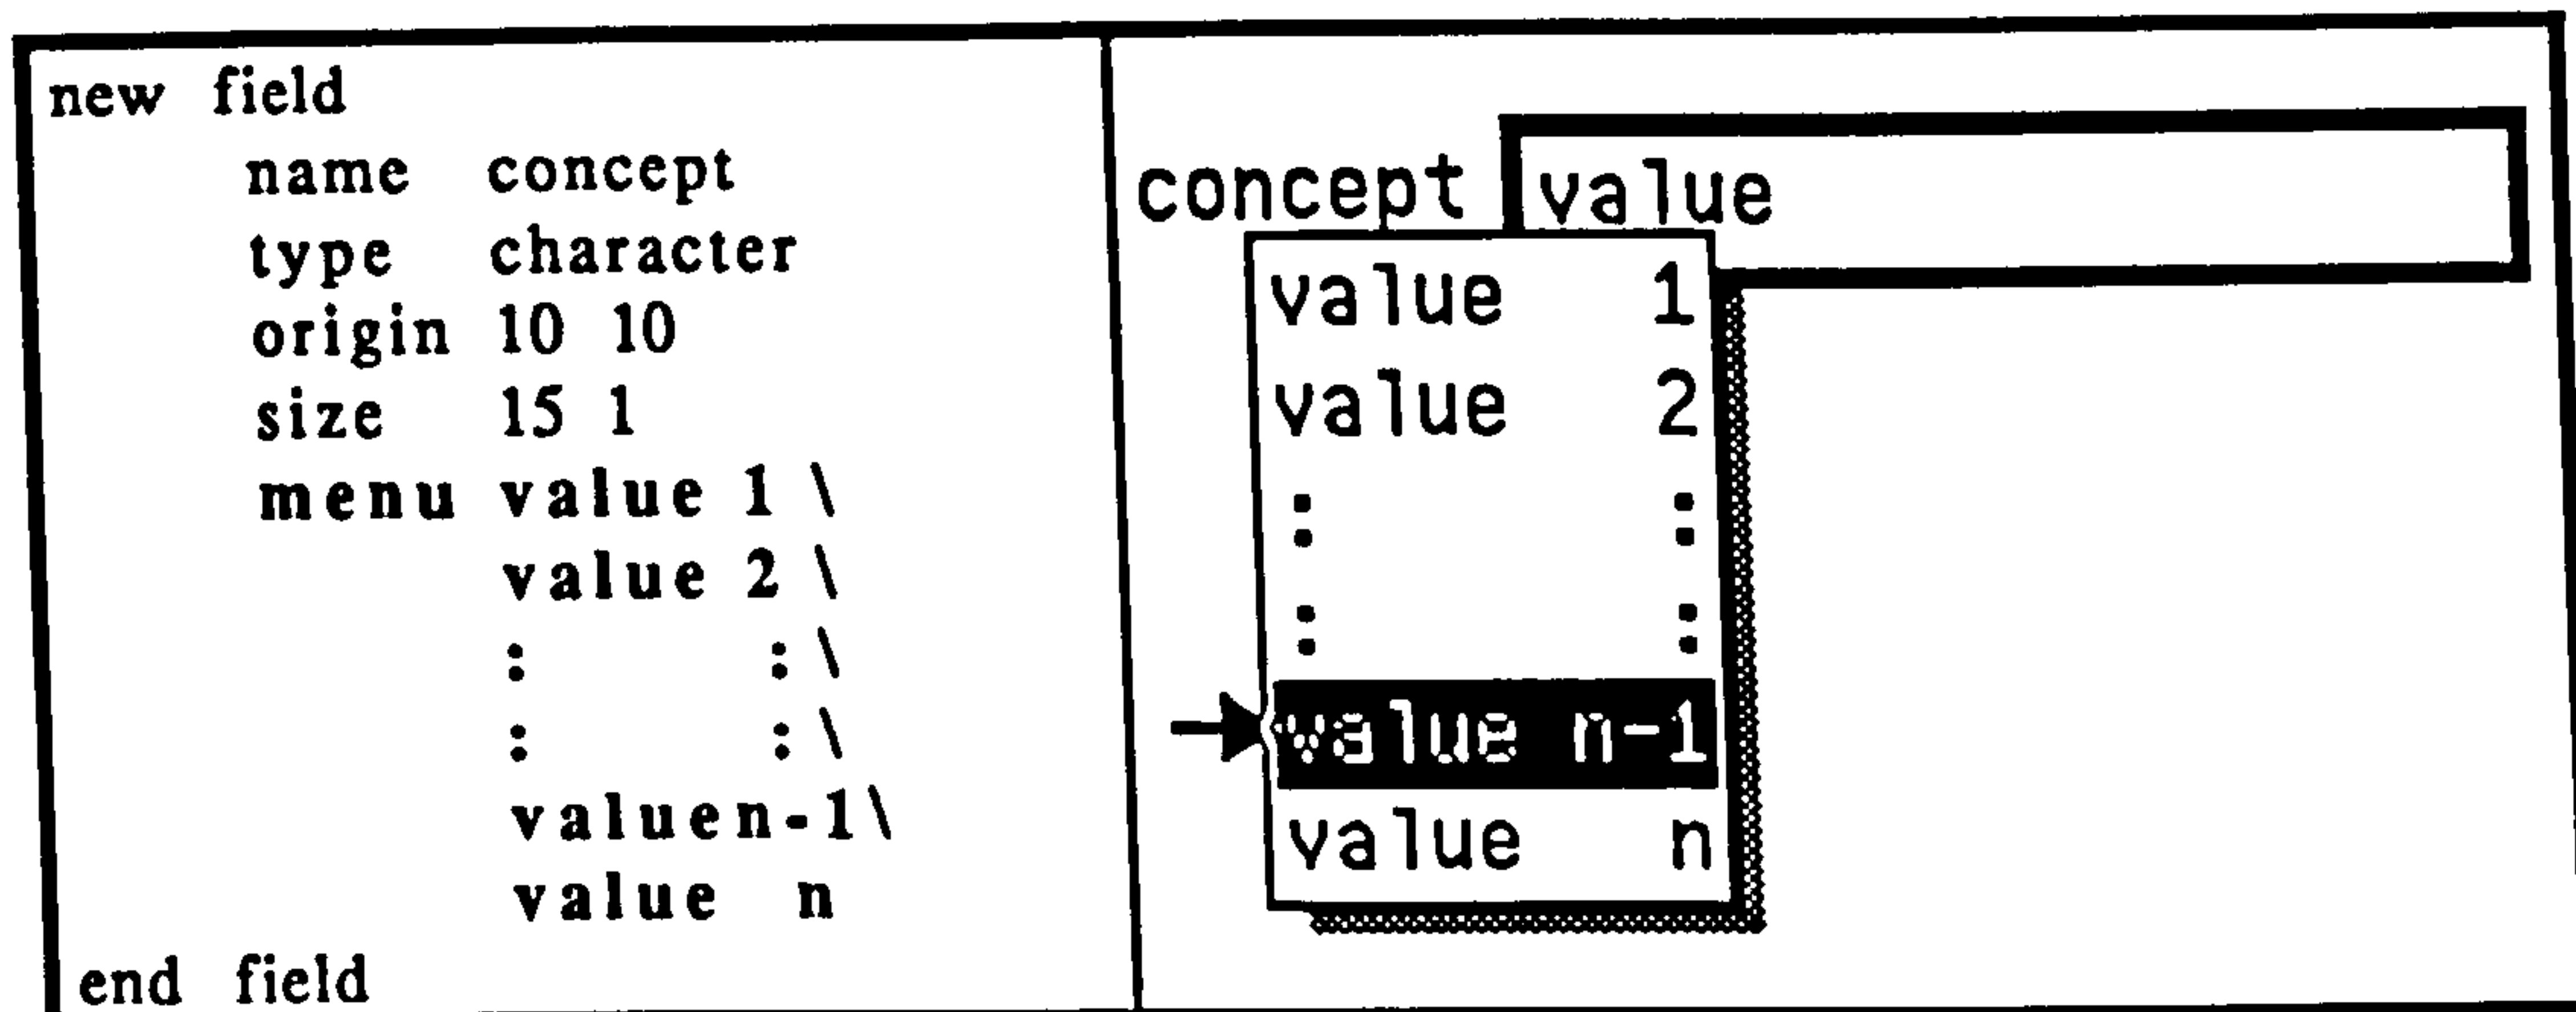 new field
name concept
type character
origin 10 10
size 15 1
menu value 1 \
value 2 \
: : \
: : \
valuen-1\
value n
end field
concept value
value 1
value 2
: :
: :
value n-1
value n